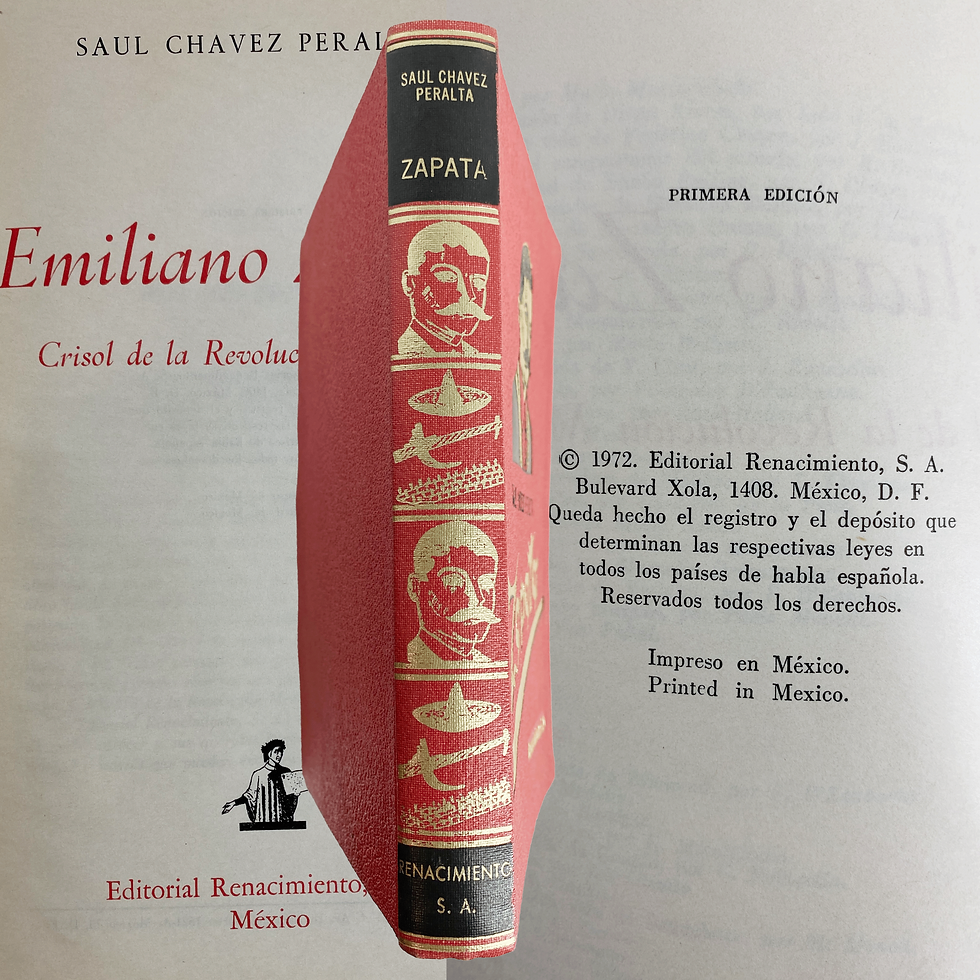 SAUL CHAVEZ PERAL
Emiliano
Crisol de la Revoluc
Editorial Renacimiento,
México
SAUL CHAVEZ
PERALTA
ZAPATA
RENACIMIENTO
S. A.
PRIMERA EDICIÓN
© 1972. Editorial Renacimiento, S. A.
Bulevard Xola, 1408. México, D. F.
Queda hecho el registro y el depósito que
determinan las respectivas leyes en
todos los países de habla española.
Reservados todos los derechos.
Impreso en México.
Printed in Mexico.